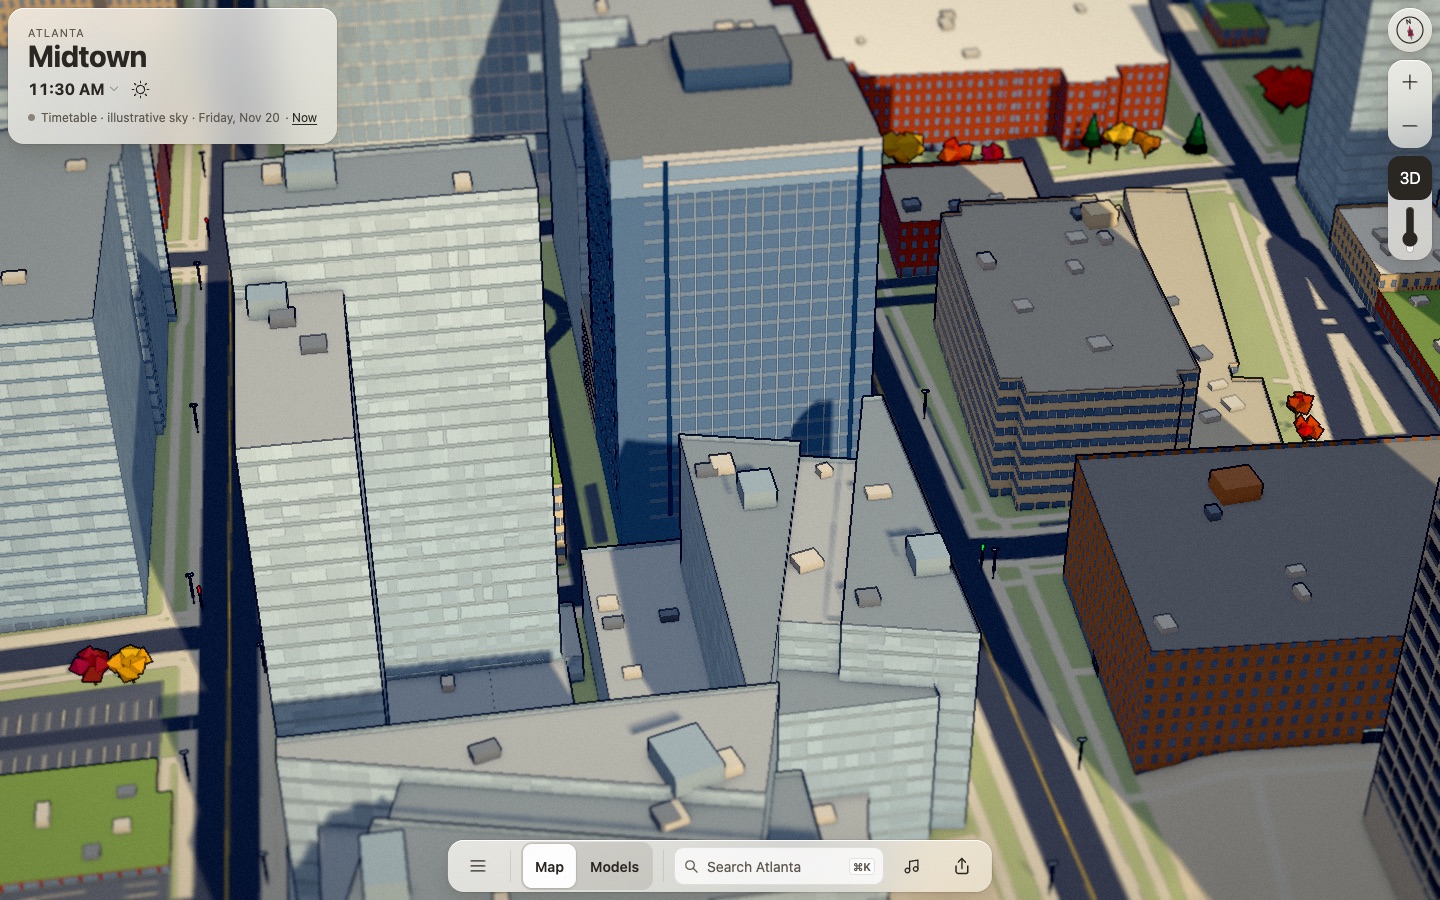 ATLANTA
Midtown
11:30 AM
Timetable · illustrative sky · Friday, Nov 20 · Now
N
3D
Map
Models
Search Atlanta
⌘K